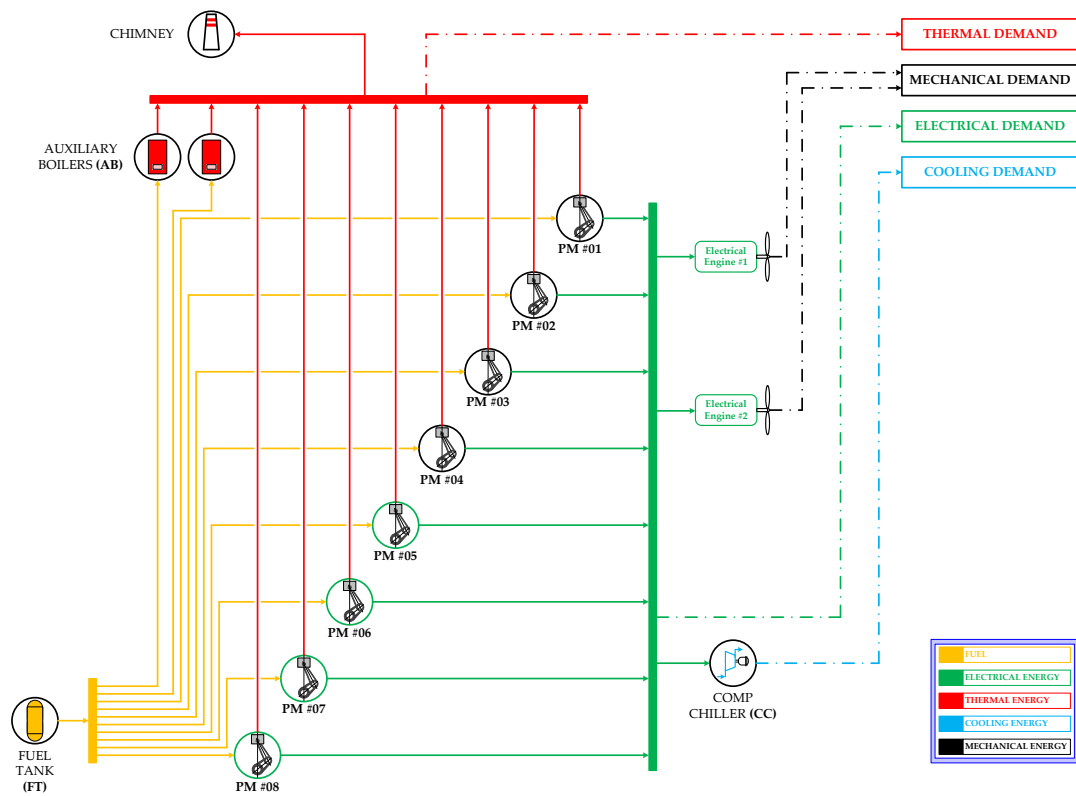 CHIMNEY
THERMAL DEMAND
MECHANICAL DEMAND
ELECTRICAL DEMAND
COOLING DEMAND
AUXILIARY
BOILERS (AB)
PM #01
Electrical
Engine #1
PM #02
PM #03
Electrical
Engine #2
PM #04
PM #05
PM #06
PM #07
COMP
CHILLER (CC)
FUEL
TANK
(FT)
PM #08
FUEL
ELECTRICAL ENERGY
THERMAL ENERGY
COOLING ENERGY
MECHANICAL ENERGY